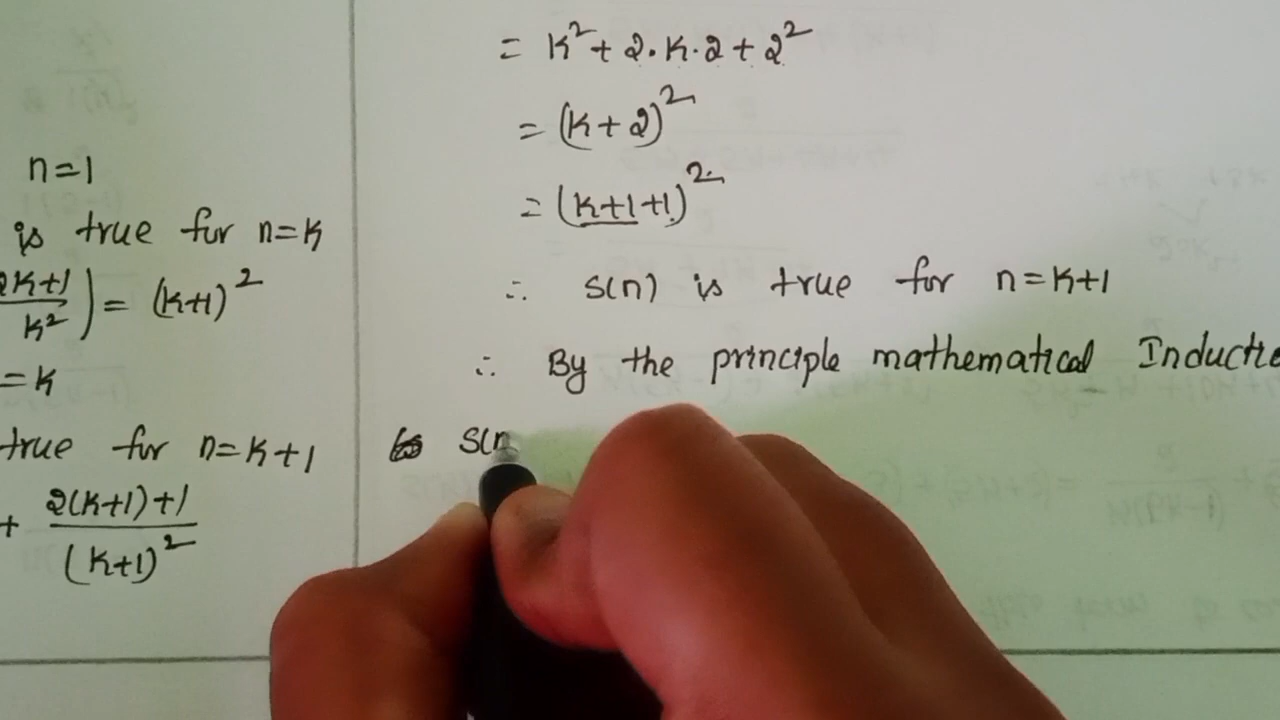 n=1
is true for n=k
2k+1/k²) = (k+1)²
=k
true for n=k+1
+ 2(k+1)+1/(k+1)²
= k²+2·k·2+2²
= (k+2)²
= (k+1+1)²
∴ S(n) is true for n=k+1
∴ By the principle mathematical Inductio
S(n